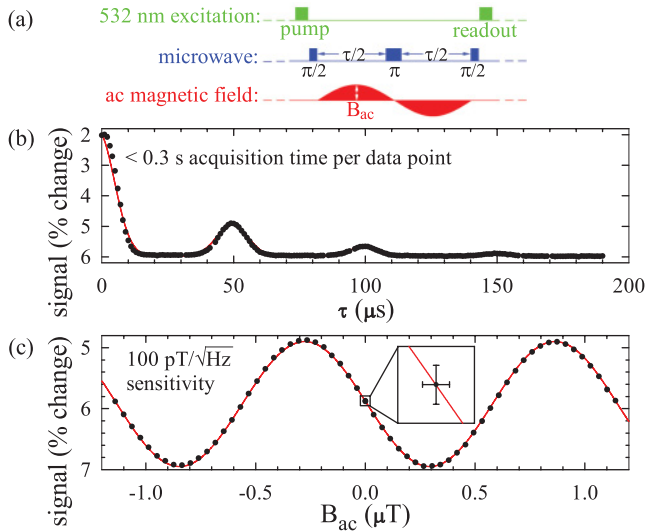 (a)
532 nm excitation:
pump
readout
microwave:
τ/2
τ/2
π/2
π
π/2
ac magnetic field:
B_ac
(b)
< 0.3 s acquisition time per data point
signal (% change)
2
3
4
5
6
0
50
100
150
200
τ (μs)
(c)
100 pT/√Hz
sensitivity
signal (% change)
5
6
7
-1.0
-0.5
0.0
0.5
1.0
B_ac (μT)